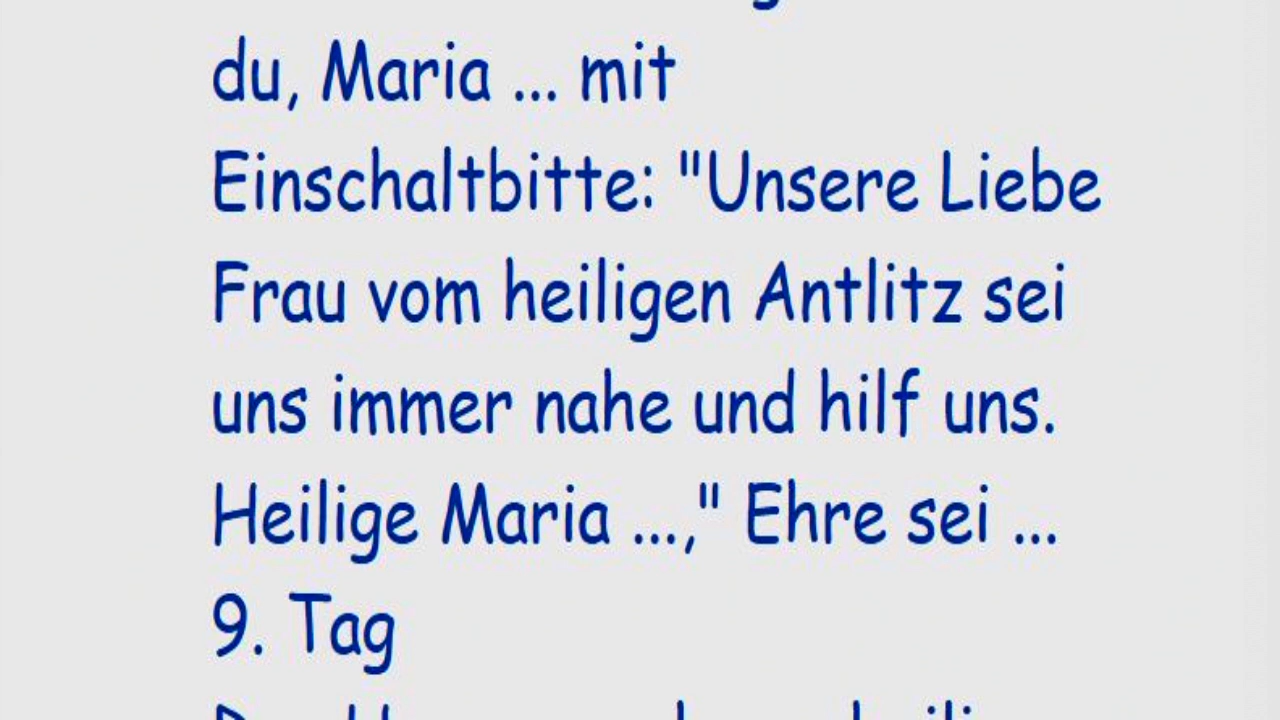 du, Maria ... mit
Einschaltbitte: "Unsere Liebe
Frau vom heiligen Antlitz sei
uns immer nahe und hilf uns.
Heilige Maria ...," Ehre sei ...
9. Tag